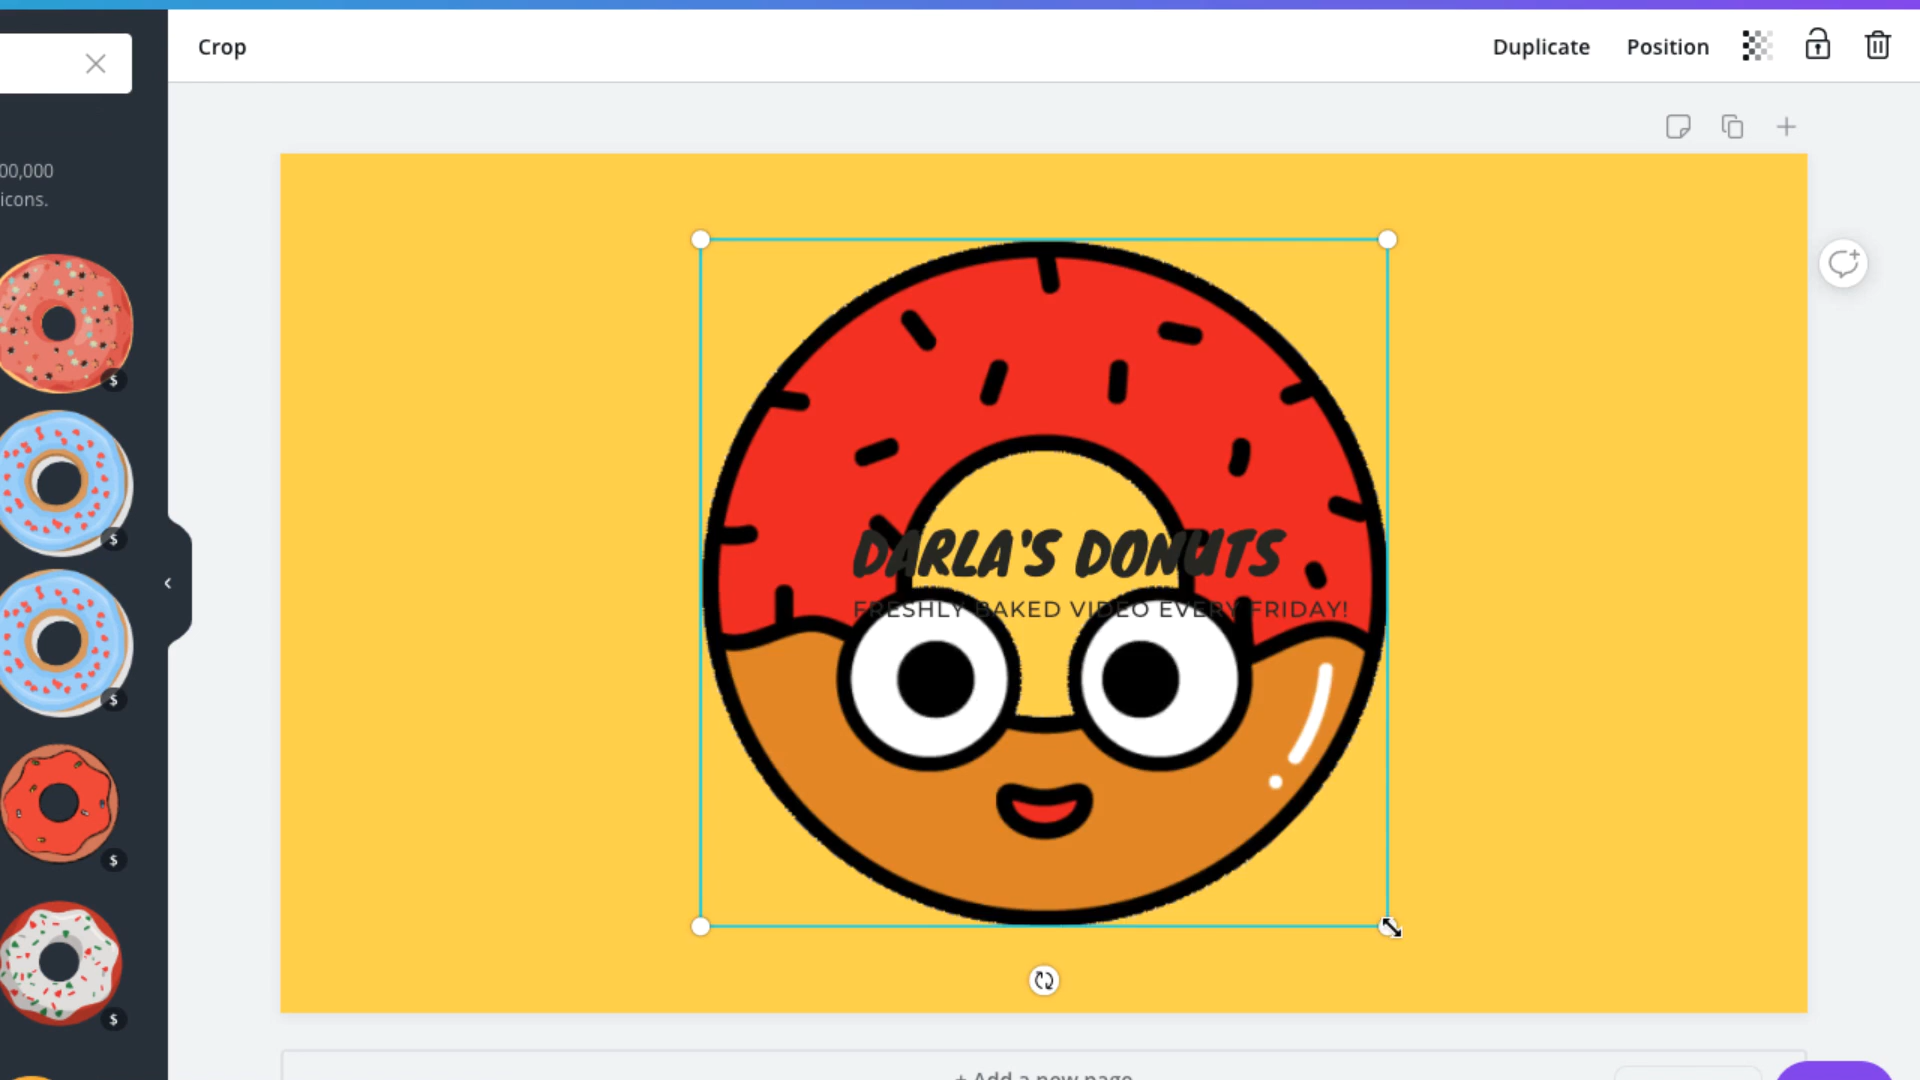 Crop
Duplicate
Position
00,000
icons.
$
$
$
$
$
DARLA'S DONUTS
FRESHLY BAKED VIDEO EVERY FRIDAY!
+ Add a new page